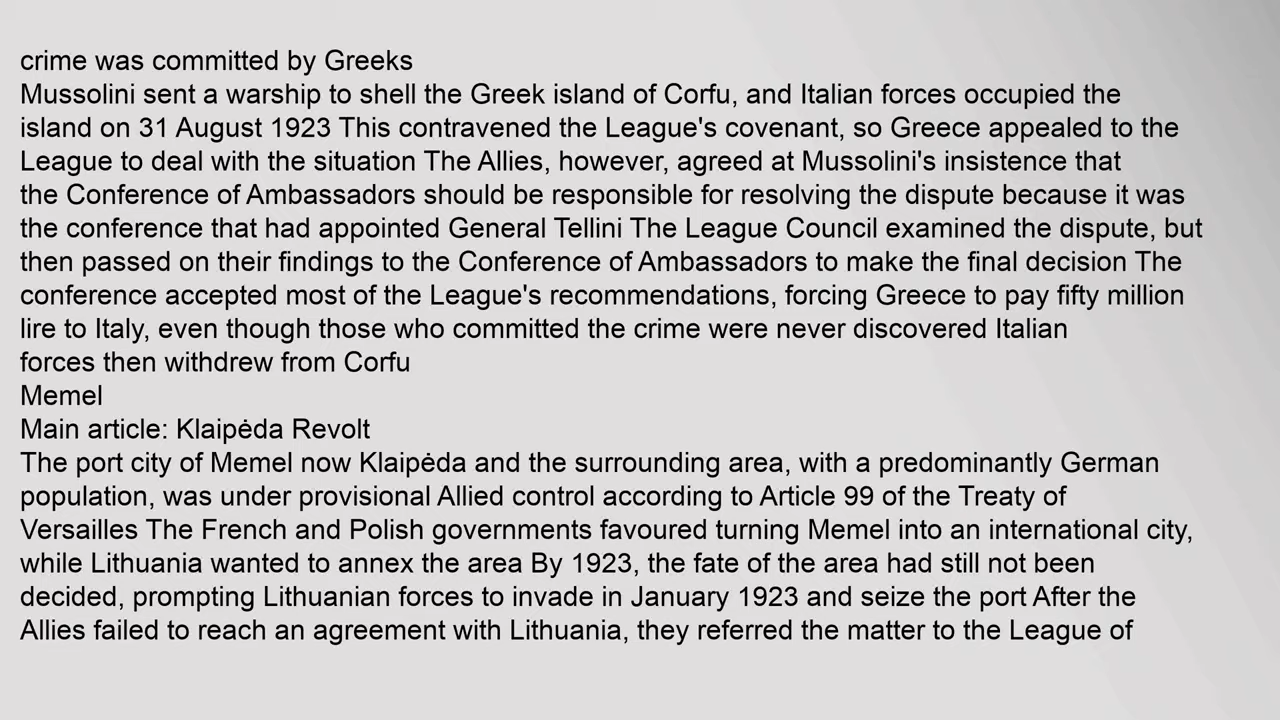 crime was committed by Greeks
Mussolini sent a warship to shell the Greek island of Corfu, and Italian forces occupied the
island on 31 August 1923 This contravened the League's covenant, so Greece appealed to the
League to deal with the situation The Allies, however, agreed at Mussolini's insistence that
the Conference of Ambassadors should be responsible for resolving the dispute because it was
the conference that had appointed General Tellini The League Council examined the dispute, but
then passed on their findings to the Conference of Ambassadors to make the final decision The
conference accepted most of the League's recommendations, forcing Greece to pay fifty million
lire to Italy, even though those who committed the crime were never discovered Italian
forces then withdrew from Corfu
Memel
Main article: Klaipėda Revolt
The port city of Memel now Klaipėda and the surrounding area, with a predominantly German
population, was under provisional Allied control according to Article 99 of the Treaty of
Versailles The French and Polish governments favoured turning Memel into an international city,
while Lithuania wanted to annex the area By 1923, the fate of the area had still not been
decided, prompting Lithuanian forces to invade in January 1923 and seize the port After the
Allies failed to reach an agreement with Lithuania, they referred the matter to the League of